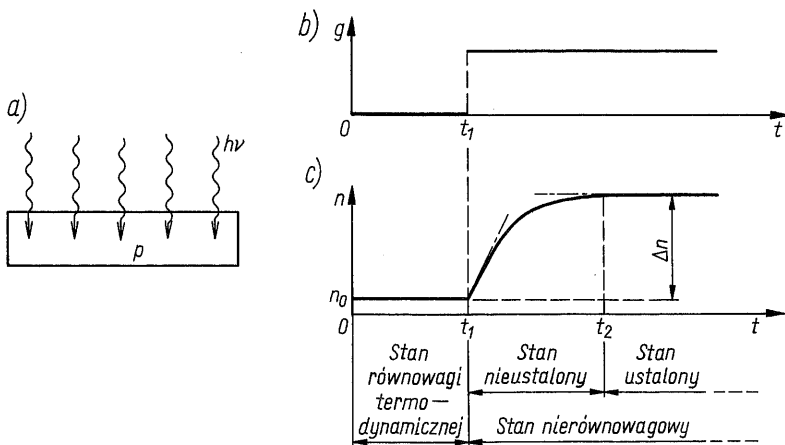 a)
hν
p
b)
g
0
t₁
t
c)
n
n₀
Δn
0
t₁
t₂
t
Stan równowagi termo— dynamicznej
Stan nieustalony
Stan ustalony
Stan nierównowagowy